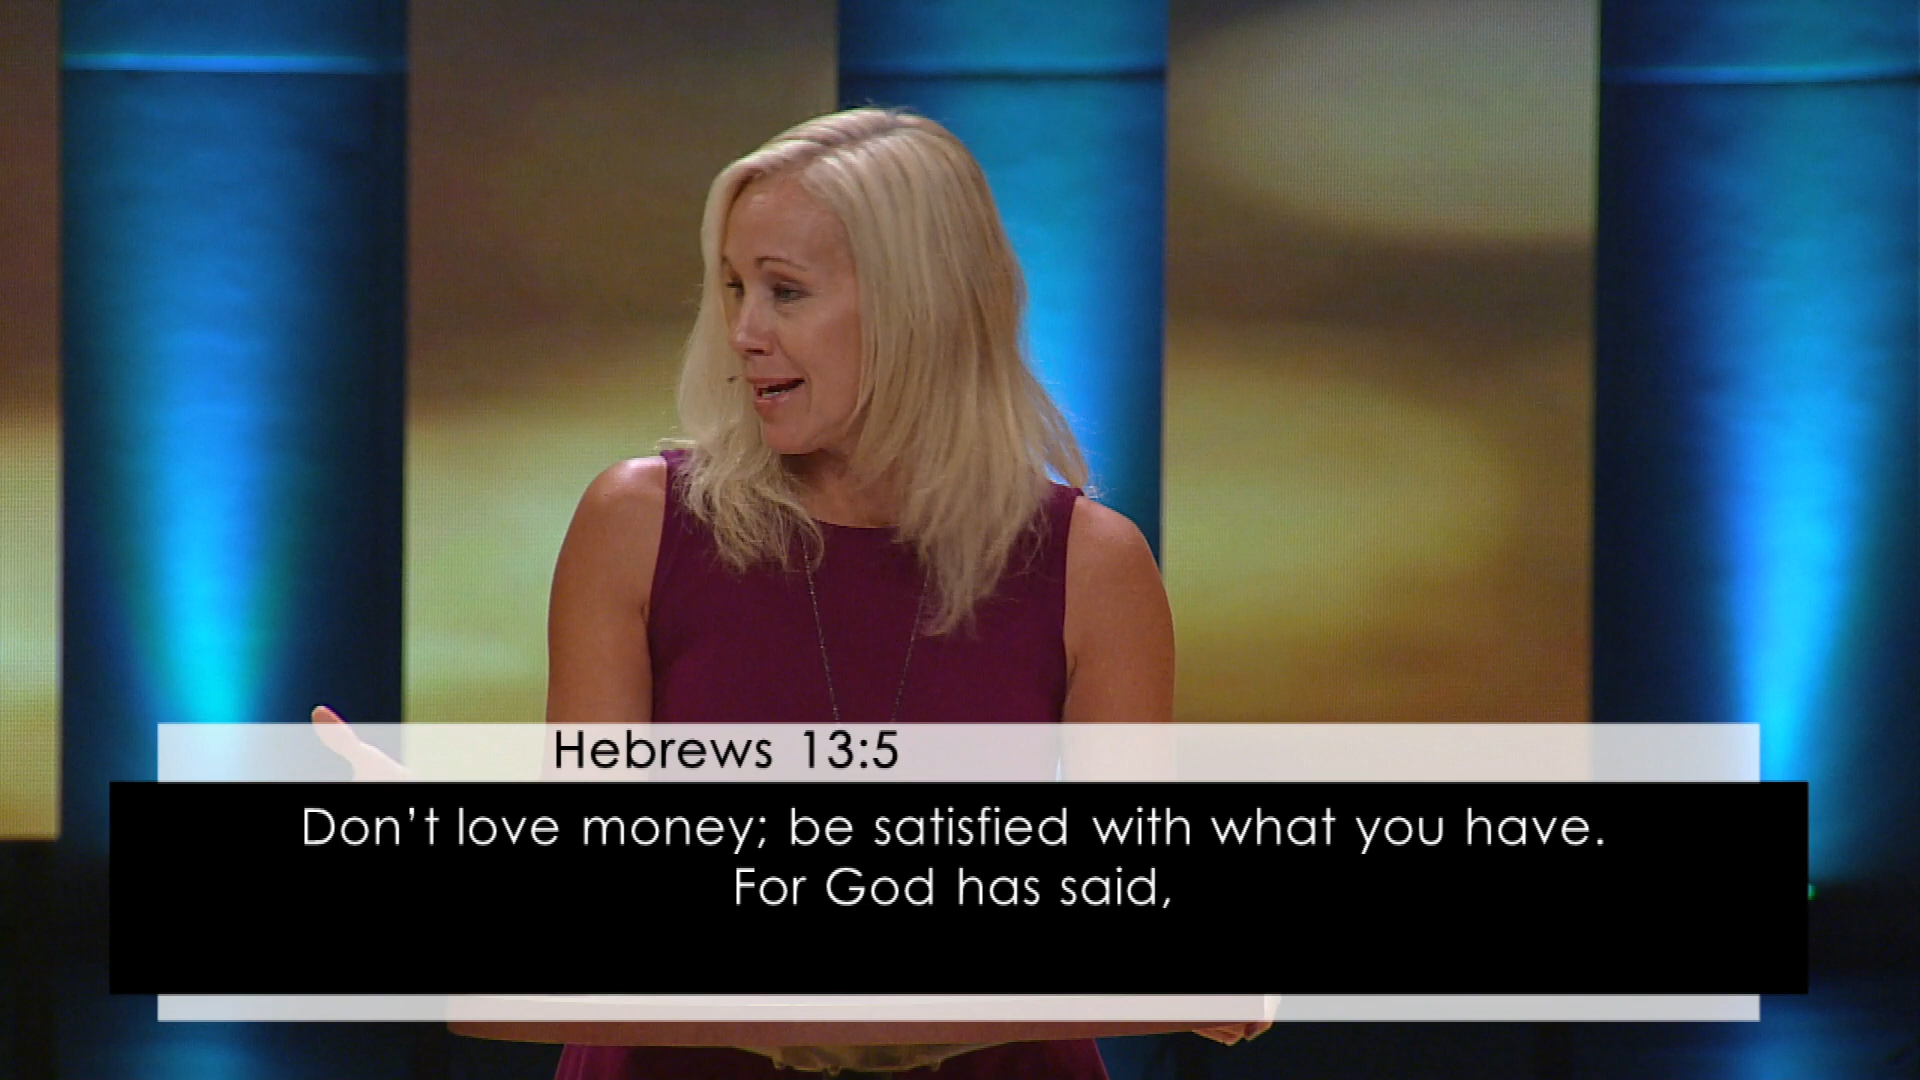 Hebrews 13:5
Don’t love money; be satisfied with what you have.
For God has said,